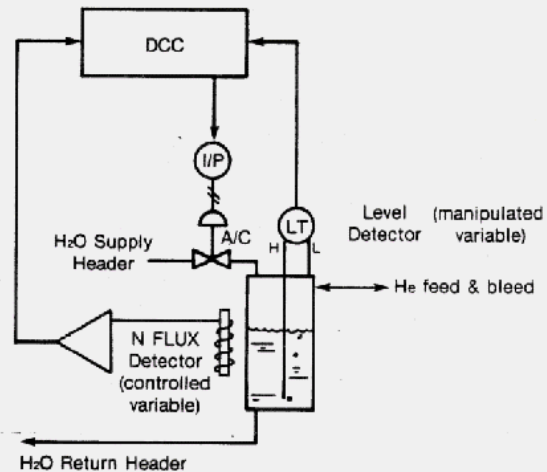 DCC
I/P
A/C
LT
H
L
Level (manipulated
Detector variable)
H₂O Supply
Header
He feed & bleed
N FLUX
Detector
(controlled
variable)
H₂O Return Header